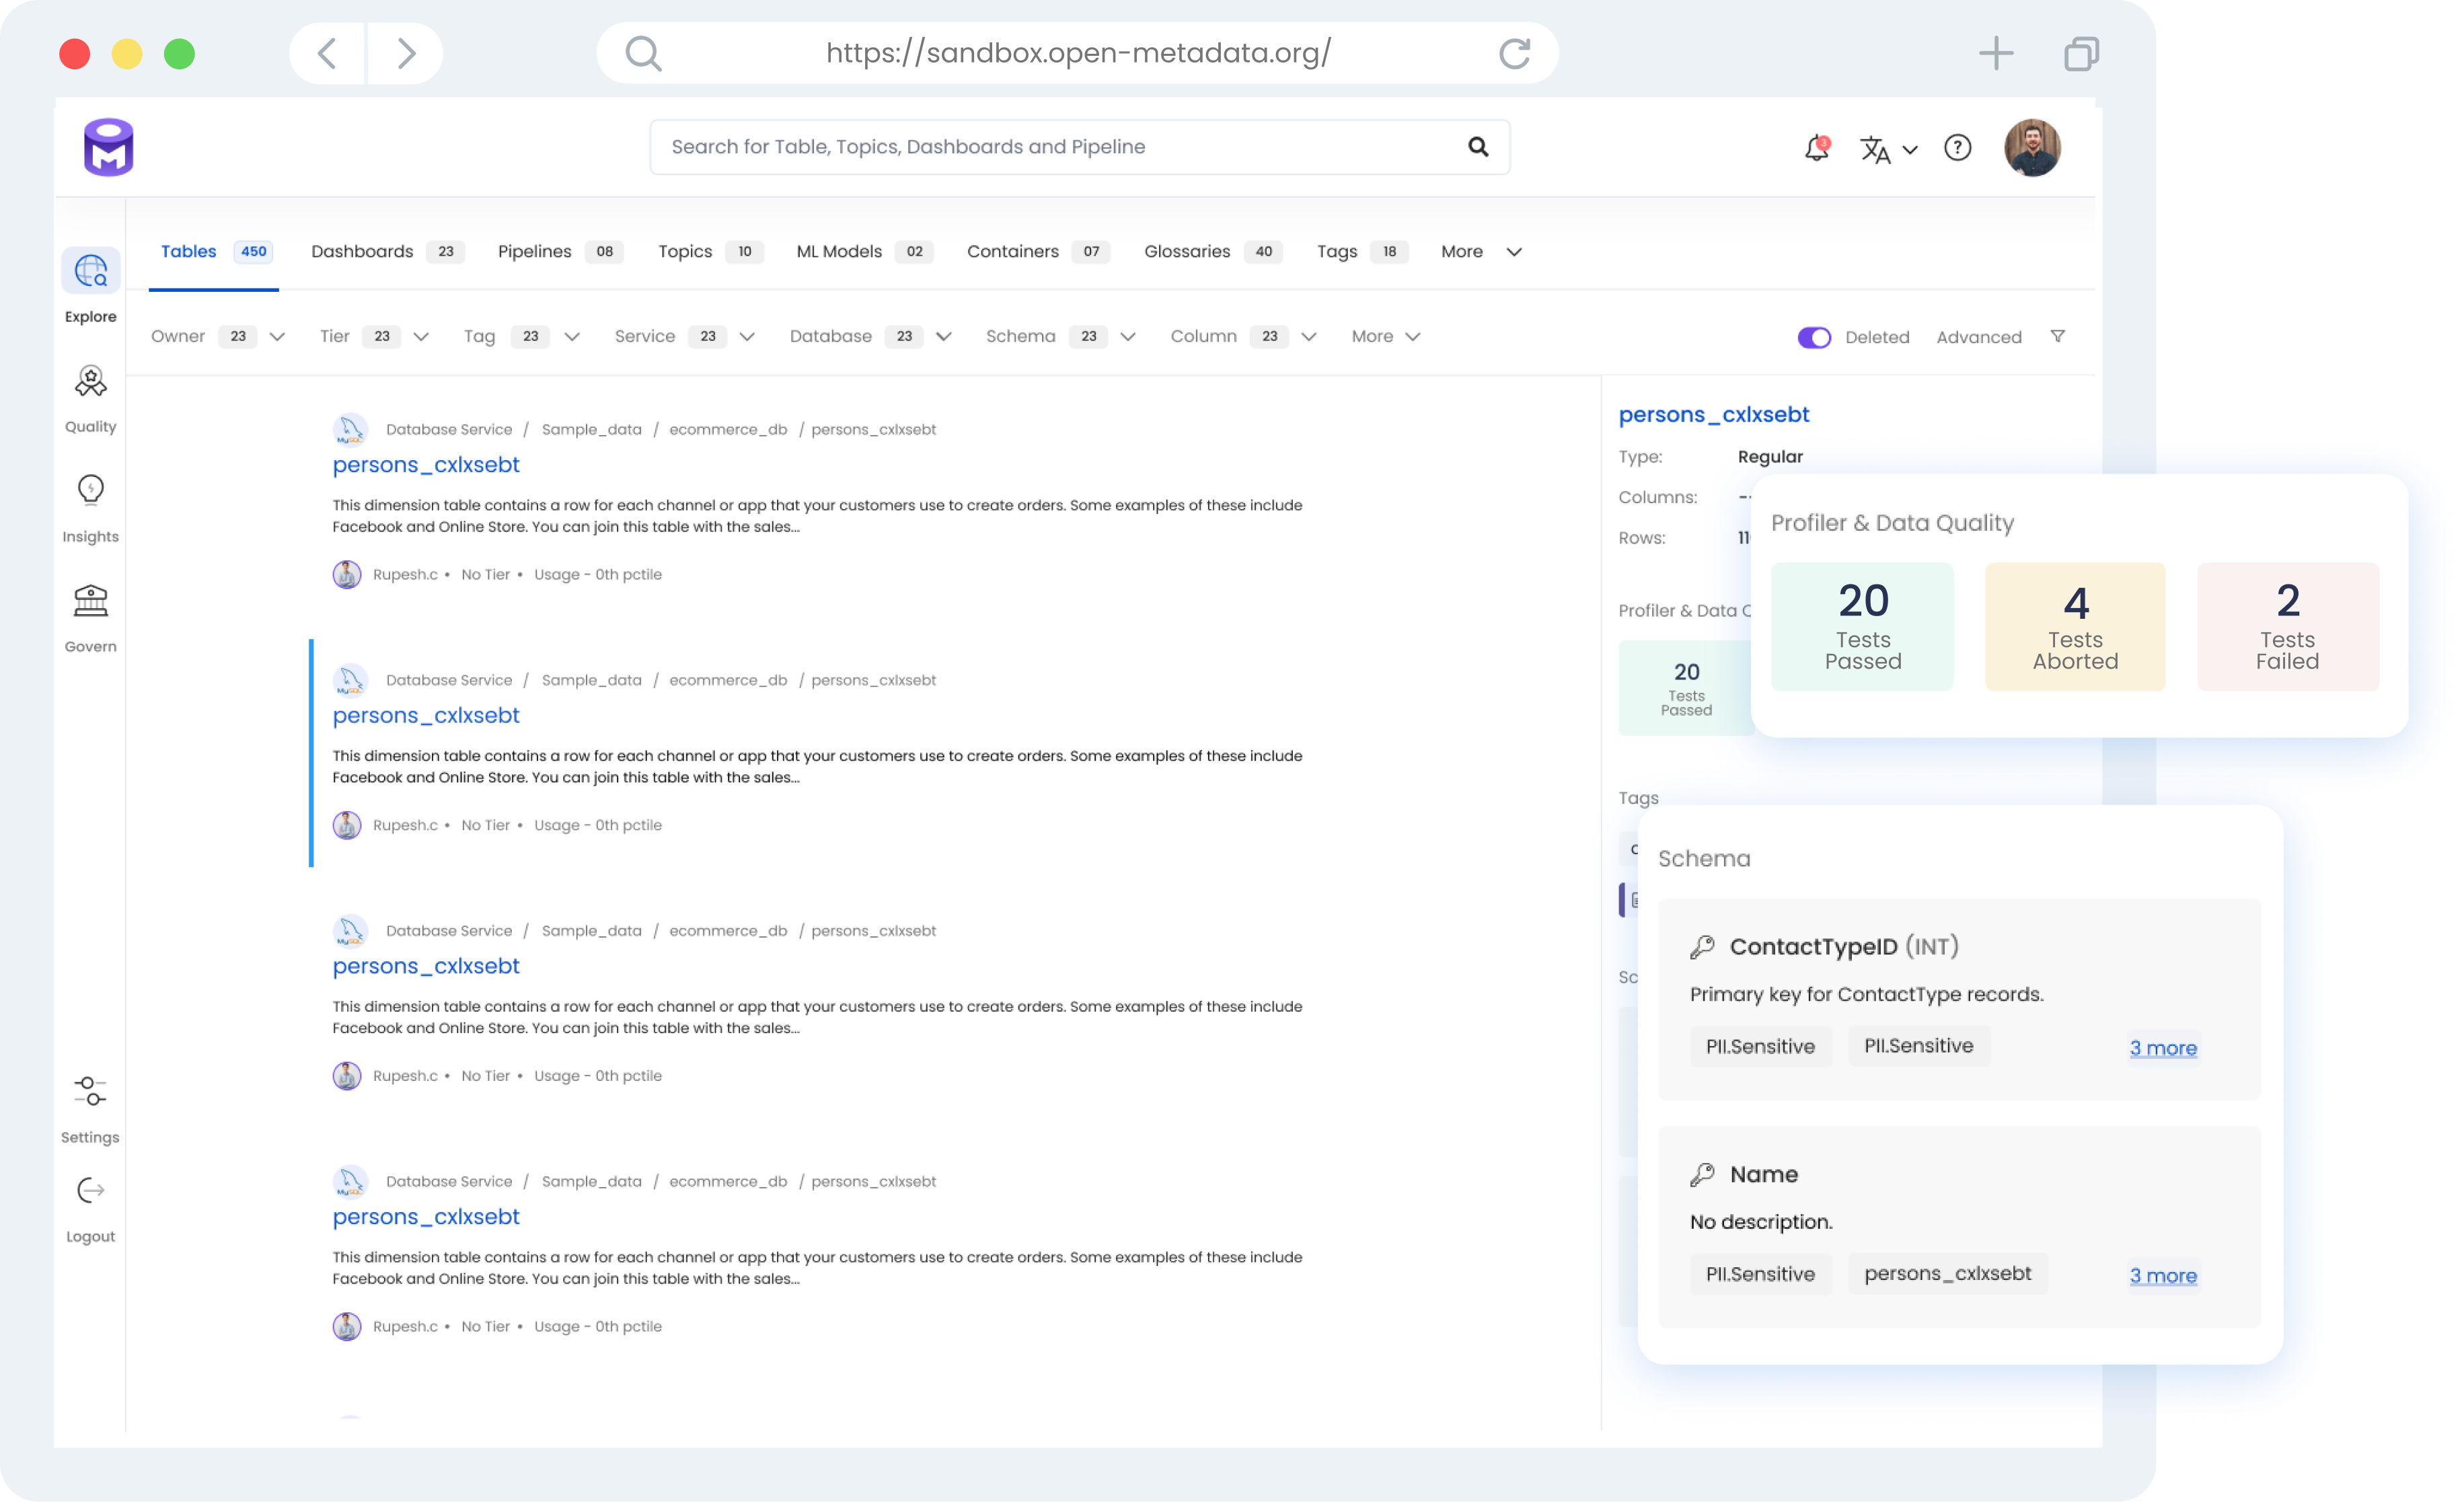 https://sandbox.open-metadata.org/
Search for Table, Topics, Dashboards and Pipeline
3
Tables 450 Dashboards 23 Pipelines 08 Topics 10 ML Models 02 Containers 07 Glossaries 40 Tags 18 More
Owner 23 Tier 23 Tag 23 Service 23 Database 23 Schema 23 Column 23 More Deleted Advanced
Explore
Quality
Insights
Govern
Settings
Logout
MySQL Database Service / Sample_data / ecommerce_db / persons_cxlxsebt
persons_cxlxsebt
This dimension table contains a row for each channel or app that your customers use to create orders. Some examples of these include
Facebook and Online Store. You can join this table with the sales...
Rupesh.c • No Tier • Usage - 0th pctile
MySQL Database Service / Sample_data / ecommerce_db / persons_cxlxsebt
persons_cxlxsebt
This dimension table contains a row for each channel or app that your customers use to create orders. Some examples of these include
Facebook and Online Store. You can join this table with the sales...
Rupesh.c • No Tier • Usage - 0th pctile
MySQL Database Service / Sample_data / ecommerce_db / persons_cxlxsebt
persons_cxlxsebt
This dimension table contains a row for each channel or app that your customers use to create orders. Some examples of these include
Facebook and Online Store. You can join this table with the sales...
Rupesh.c • No Tier • Usage - 0th pctile
MySQL Database Service / Sample_data / ecommerce_db / persons_cxlxsebt
persons_cxlxsebt
This dimension table contains a row for each channel or app that your customers use to create orders. Some examples of these include
Facebook and Online Store. You can join this table with the sales...
Rupesh.c • No Tier • Usage - 0th pctile
persons_cxlxsebt
Type: Regular
Columns: --
Rows:
Profiler & Data
20
Tests
Passed
Tags
Profiler & Data Quality
20
Tests
Passed
4
Tests
Aborted
2
Tests
Failed
Schema
ContactTypeID (INT)
Primary key for ContactType records.
PII.Sensitive PII.Sensitive 3 more
Name
No description.
PII.Sensitive persons_cxlxsebt 3 more